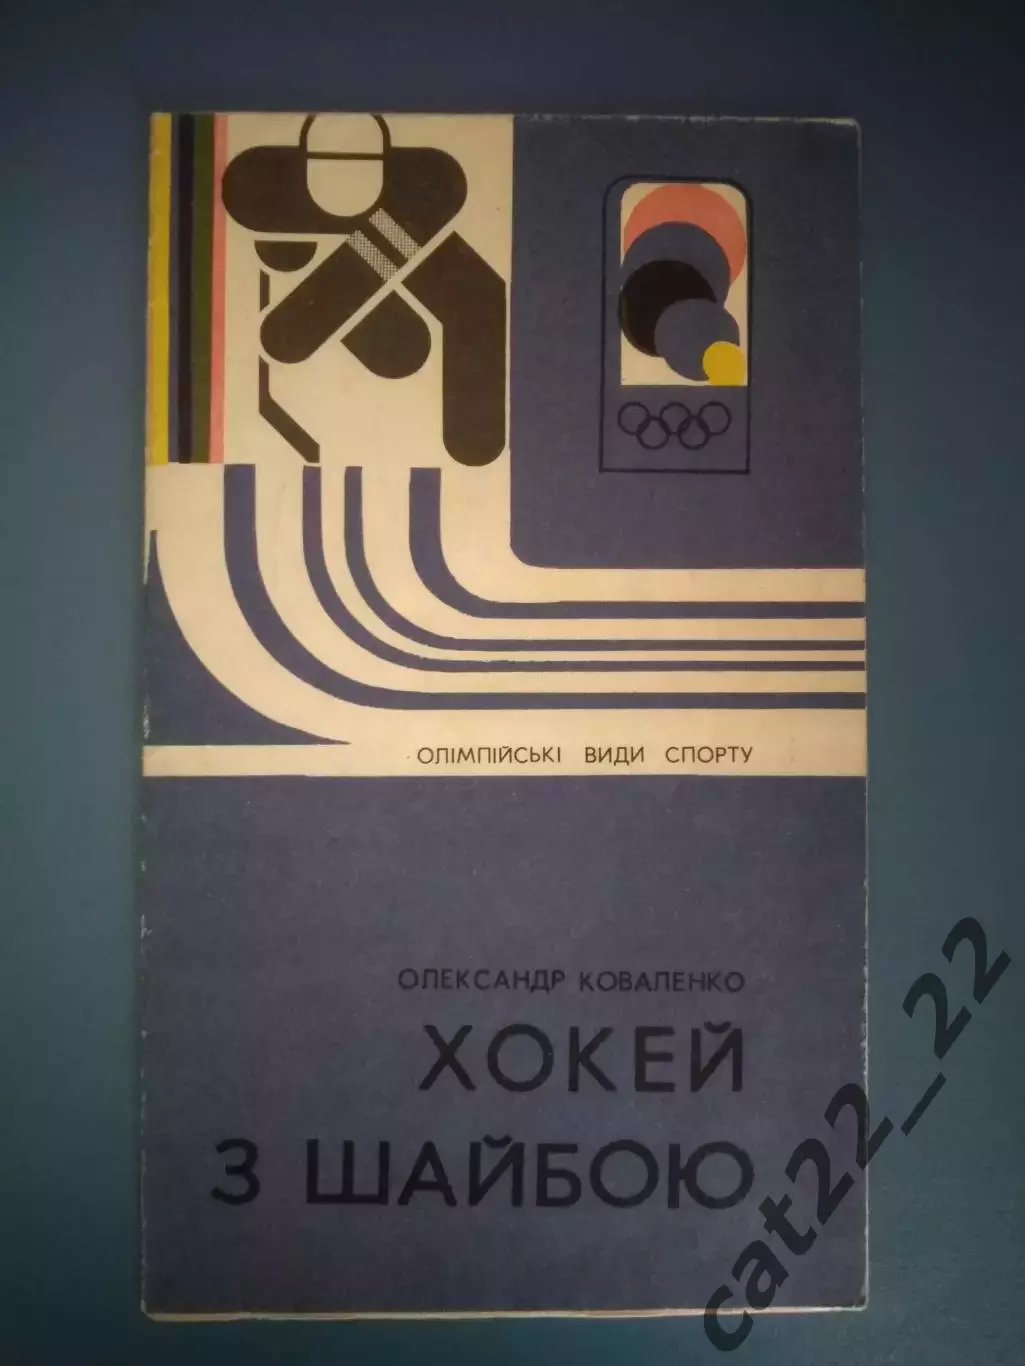 ОЛІМПІЙСЬКІ ВИДИ СПОРТУ
ОЛЕКСАНДР КОВАЛЕНКО
ХОКЕЙ
З ШАЙБОЮ
cat22_22